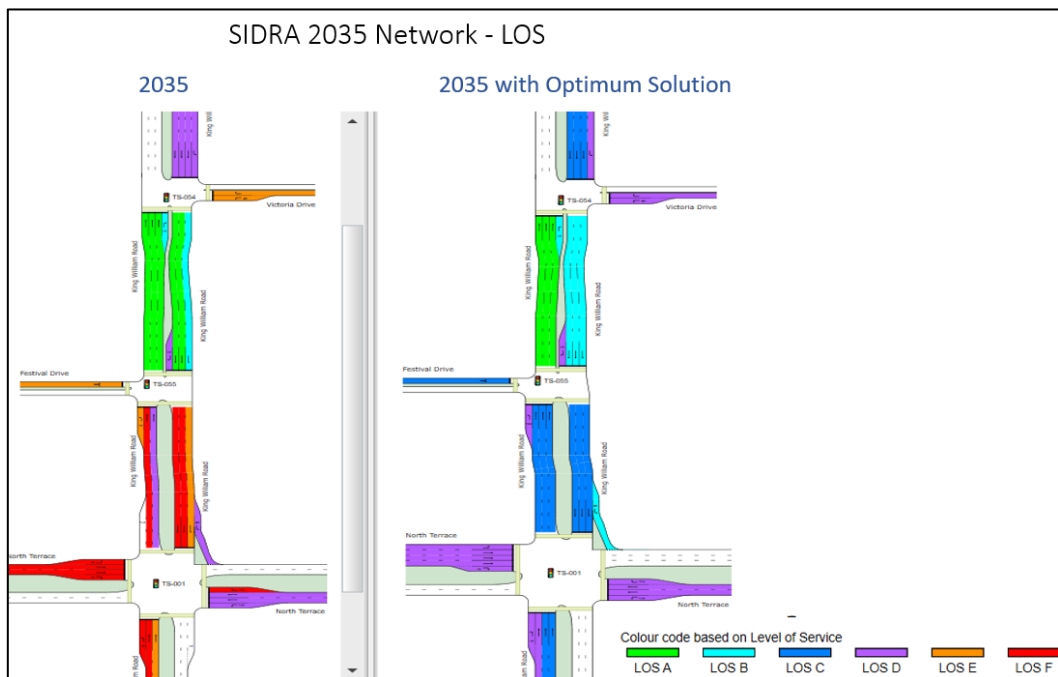 SIDRA 2035 Network - LOS
2035
2035 with Optimum Solution
King Will
TS-054
Victoria Drive
King William Road
King William Road
Festival Drive
TS-055
King William Road
King William Road
North Terrace
TS-001
North Terrace
King Will
TS-054
Victoria Drive
King William Road
King William Road
Festival Drive
TS-055
King William Road
King William Road
North Terrace
TS-001
North Terrace
Colour code based on Level of Service
LOS A LOS B LOS C LOS D LOS E LOS F